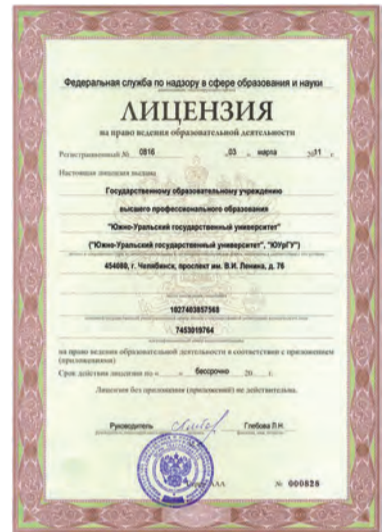 Федеральная служба по надзору в сфере образования и науки
ЛИЦЕНЗИЯ
на право ведения образовательной деятельности
Регистрационный № 0816 « 03 » марта 2011 г.
Настоящая лицензия выдана
Государственному образовательному учреждению
высшего профессионального образования
"Южно-Уральский государственный университет"
("Южно-Уральский государственный университет", "ЮУрГУ")
454080, г. Челябинск, проспект им. В.И. Ленина, д. 76
1027403857568
7453019764
на право ведения образовательной деятельности в соответствии с приложением
(приложениями)
Срок действия лицензии по « » бессрочно 20 г.
Лицензия без приложения (приложений) не действительна.
Руководитель Глебова Л.Н.
Серия ААА № 000828